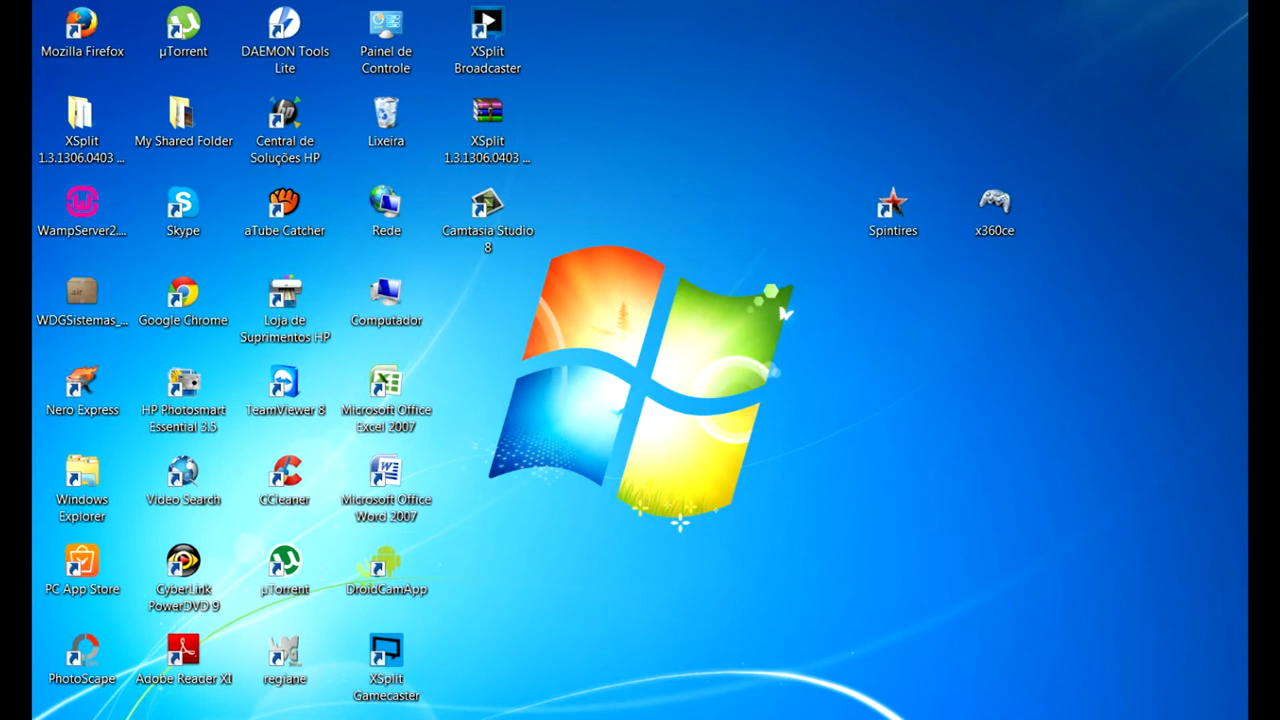 Mozilla Firefox
µTorrent
DAEMON Tools
Lite
Painel de
Controle
XSplit
Broadcaster
XSplit
1.3.1306.0403 ...
My Shared Folder
Central de
Soluções HP
Lixeira
XSplit
1.3.1306.0403 ...
WampServer2....
Skype
aTube Catcher
Rede
Camtasia Studio
8
Spintires
x360ce
WDGSistemas_...
Google Chrome
Loja de
Suprimentos HP
Computador
Nero Express
HP Photosmart
Essential 3.5
TeamViewer 8
Microsoft Office
Excel 2007
Windows
Explorer
Video Search
CCleaner
Microsoft Office
Word 2007
PC App Store
CyberLink
PowerDVD 9
µTorrent
DroidCamApp
PhotoScape
Adobe Reader XI
regiane
XSplit
Gamecaster